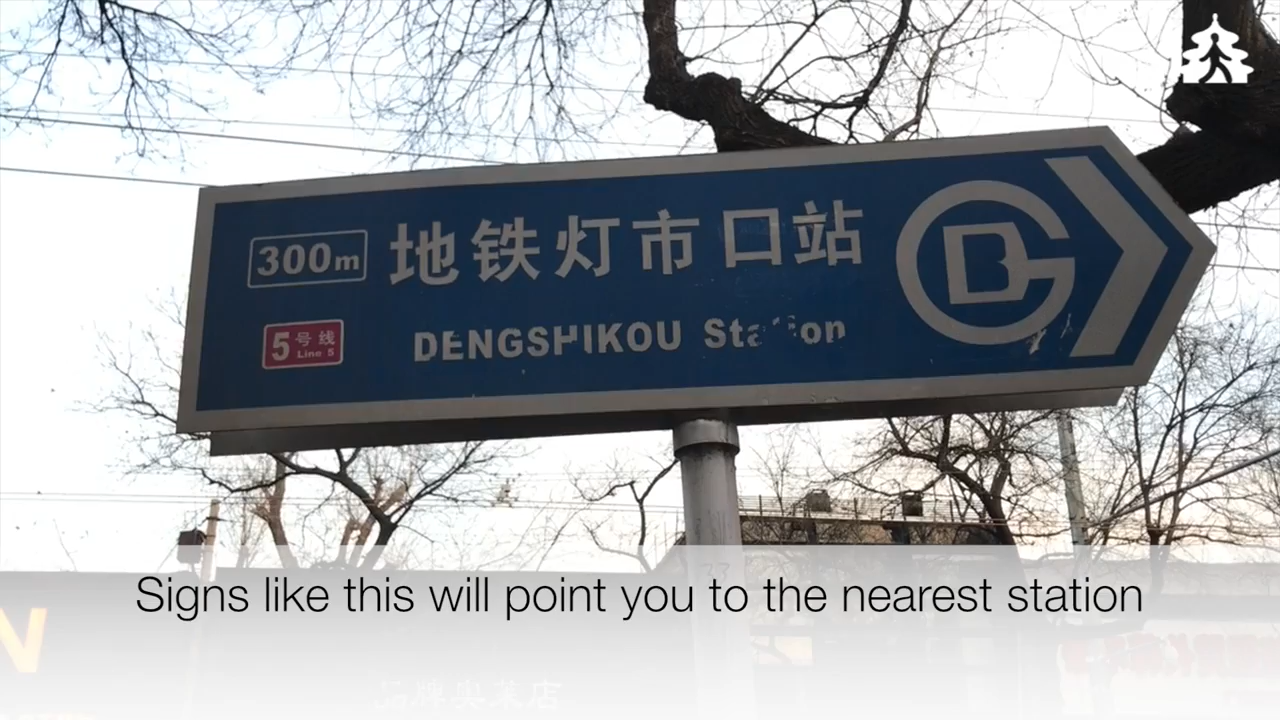 300m 地铁灯市口站
5号线
Line 5
DENGSHIKOU Station
Signs like this will point you to the nearest station